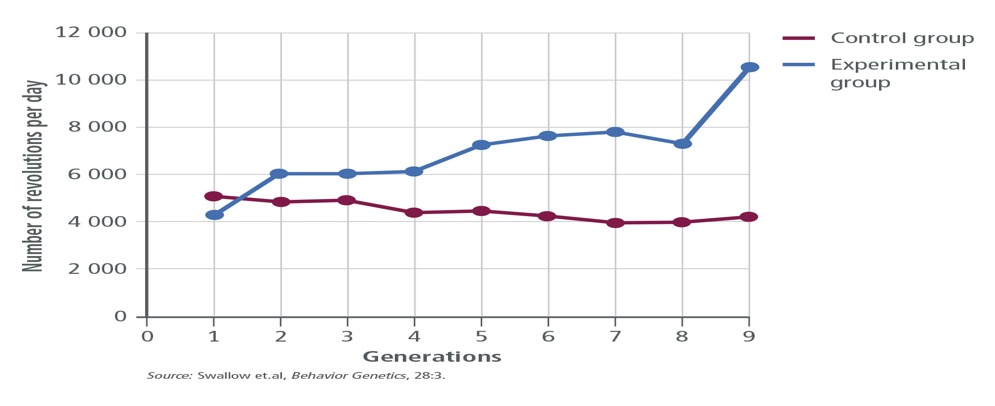 12 000
10 000
8 000
6 000
4 000
2 000
0
Number of revolutions per day
0 1 2 3 4 5 6 7 8 9
Generations
Control group
Experimental
group
Source: Swallow et.al, Behavior Genetics, 28:3.